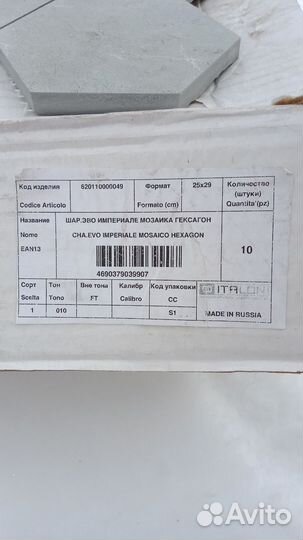 Код изделия 620110000049 Формат 25x29 Количество
(штуки)
Codice Articolo Formato (cm) Quantita'(pz)
Название ШАР.ЭВО ИМПЕРИАЛЕ МОЗАИКА ГЕКСАГОН
Nome CHA.EVO IMPERIALE MOSAICO HEXAGON 10
EAN13
4690379039907
Сорт Тон Вне тона Калибр Код упаковки
Scelta Tono FT Calibro CC ITALON
1 010 S1 MADE IN RUSSIA
Avito